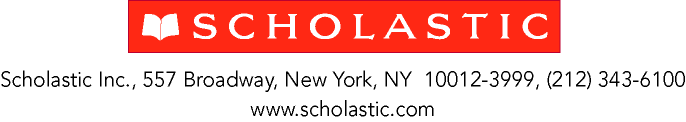 SCHOLASTIC
Scholastic Inc., 557 Broadway, New York, NY  10012-3999, (212) 343-6100
www.scholastic.com